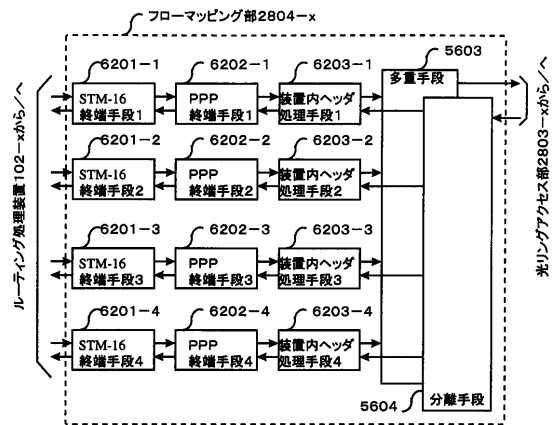 フローマッピング部2804-x
6201-1
6202-1
6203-1
5603
STM-16
終端手段1
PPP
終端手段1
装置内ヘッダ
処理手段1
多重手段
6201-2
6202-2
6203-2
STM-16
終端手段2
PPP
終端手段2
装置内ヘッダ
処理手段2
6201-3
6202-3
6203-3
STM-16
終端手段3
PPP
終端手段3
装置内ヘッダ
処理手段3
6201-4
6202-4
6203-4
STM-16
終端手段4
PPP
終端手段4
装置内ヘッダ
処理手段4
5604
分離手段
ルーティング処理装置102-xから/へ
光リングアクセス部2803-xから/へ